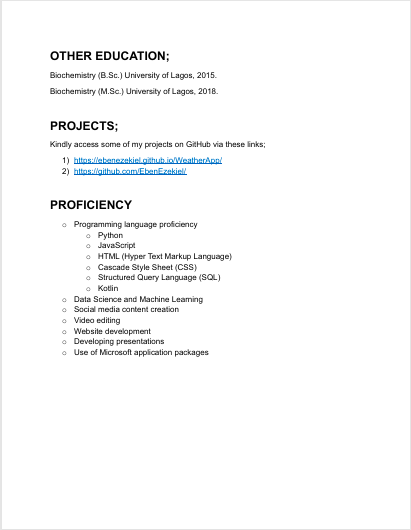 OTHER EDUCATION;
Biochemistry (B.Sc.) University of Lagos, 2015.
Biochemistry (M.Sc.) University of Lagos, 2018.
PROJECTS;
Kindly access some of my projects on GitHub via these links;
1) https://ebenezekiel.github.io/WeatherApp/
2) https://github.com/EbenEzekiel/
PROFICIENCY
○ Programming language proficiency
○ Python
○ JavaScript
○ HTML (Hyper Text Markup Language)
○ Cascade Style Sheet (CSS)
○ Structured Query Language (SQL)
○ Kotlin
○ Data Science and Machine Learning
○ Social media content creation
○ Video editing
○ Website development
○ Developing presentations
○ Use of Microsoft application packages